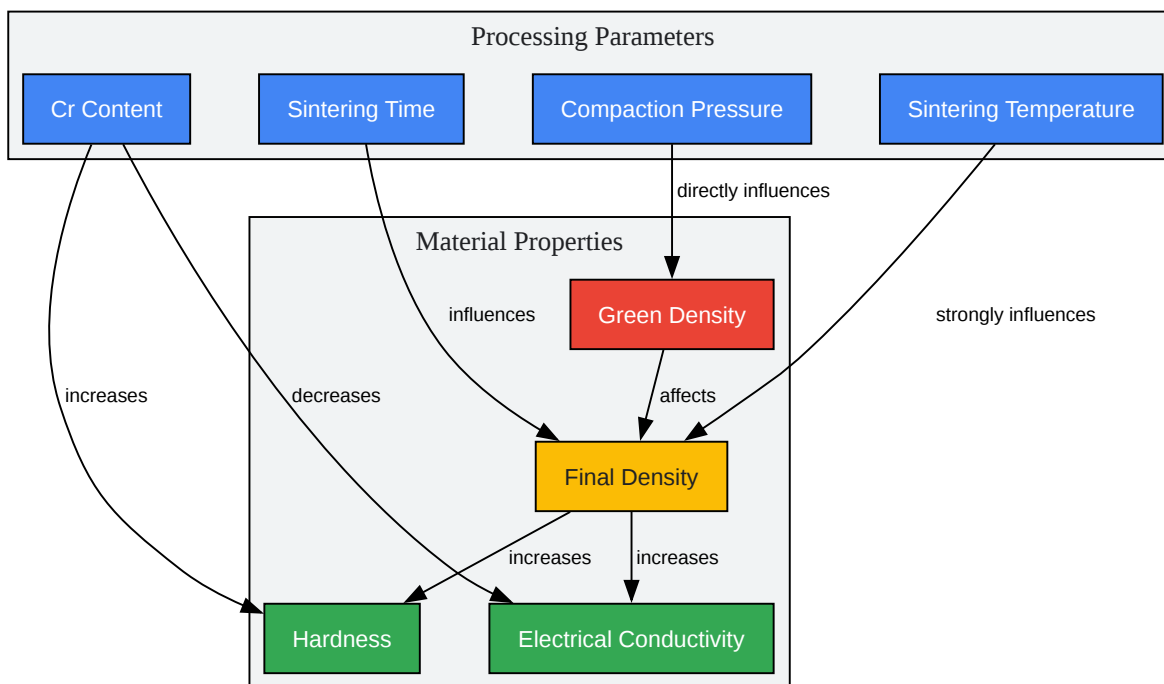 Processing Parameters
Cr Content
Sintering Time
Compaction Pressure
Sintering Temperature
directly influences
Material Properties
Green Density
influences
strongly influences
increases
decreases
affects
Final Density
increases
increases
Hardness
Electrical Conductivity